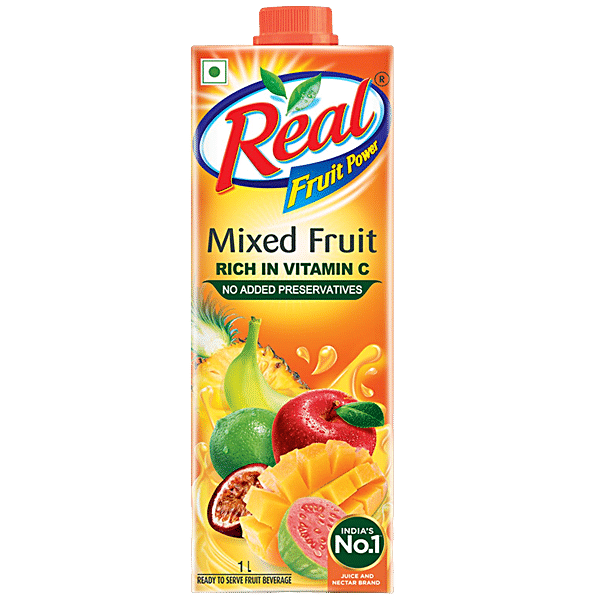 Real
®
Fruit Power
Mixed Fruit
RICH IN VITAMIN C
NO ADDED PRESERVATIVES
INDIA'S
No.1
JUICE AND
NECTAR BRAND
1 L
READY TO SERVE FRUIT BEVERAGE